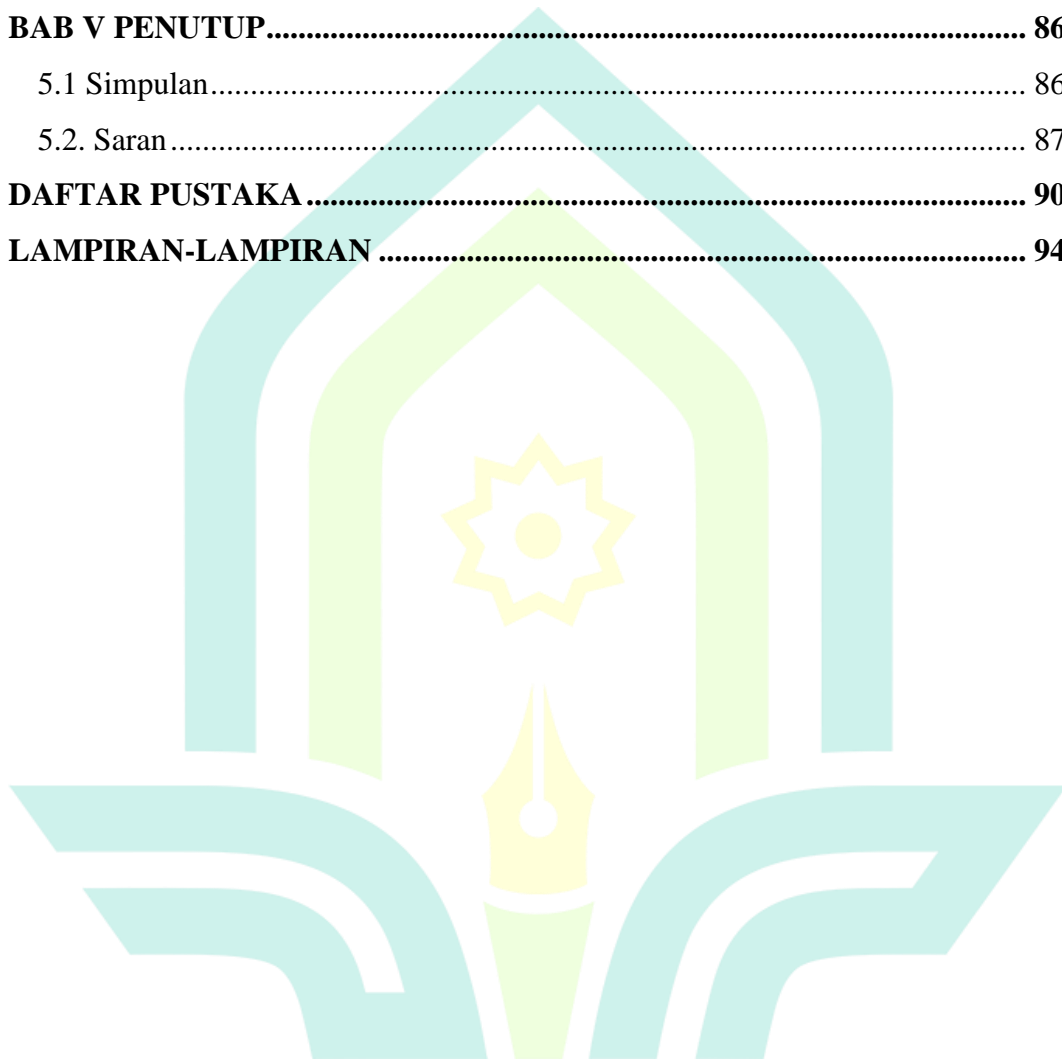 BAB V PENUTUP.................................................................................................. 86
5.1 Simpulan......................................................................................................... 86
5.2. Saran.............................................................................................................. 87
DAFTAR PUSTAKA............................................................................................ 90
LAMPIRAN-LAMPIRAN................................................................................... 94